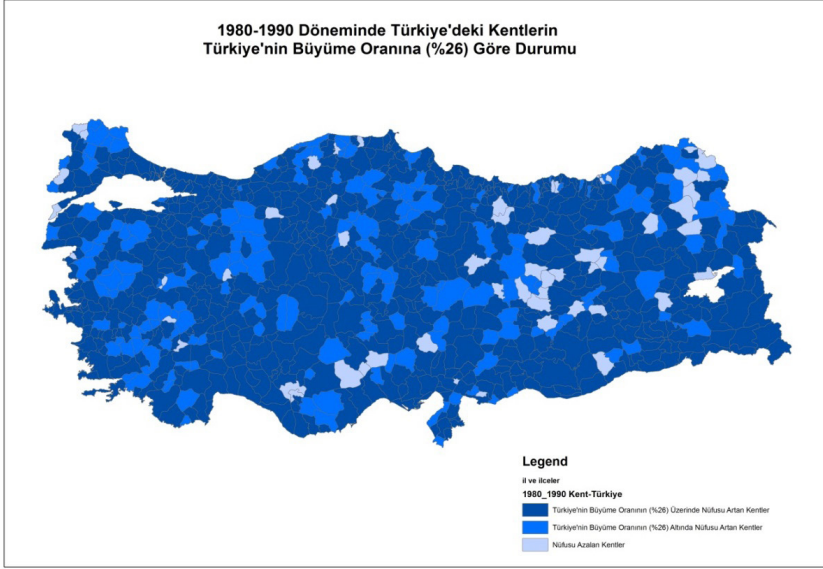 1980-1990 Döneminde Türkiye'deki Kentlerin
Türkiye'nin Büyüme Oranına (%26) Göre Durumu
Legend
il ve ilceler
1980_1990 Kent-Türkiye
Türkiye'nin Büyüme Oranının (%26) Üzerinde Nüfusu Artan Kentler
Türkiye'nin Büyüme Oranının (%26) Altında Nüfusu Artan Kentler
Nüfusu Azalan Kentler